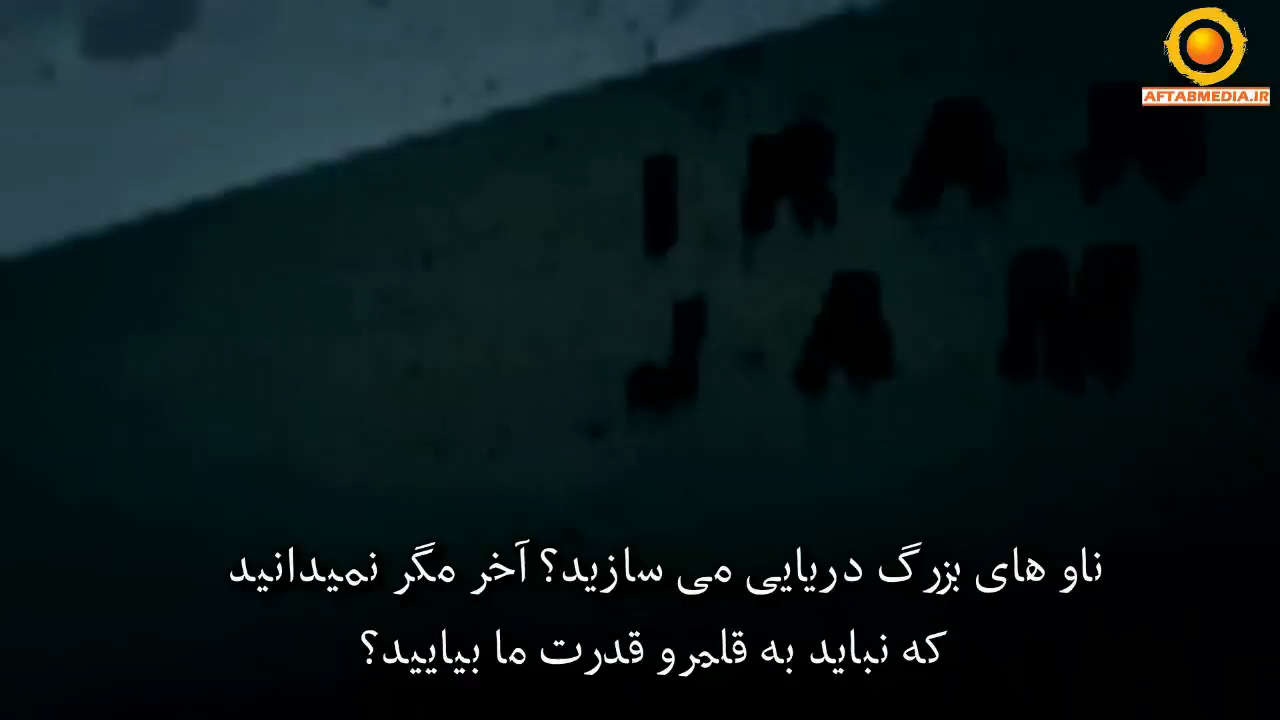 AFTABMEDIA.IR
IRAN
JAM
ناو های بزرگ دریایی می سازید؟ آخر مگر نمیدانید
که نباید به قلمرو قدرت ما بیایید؟